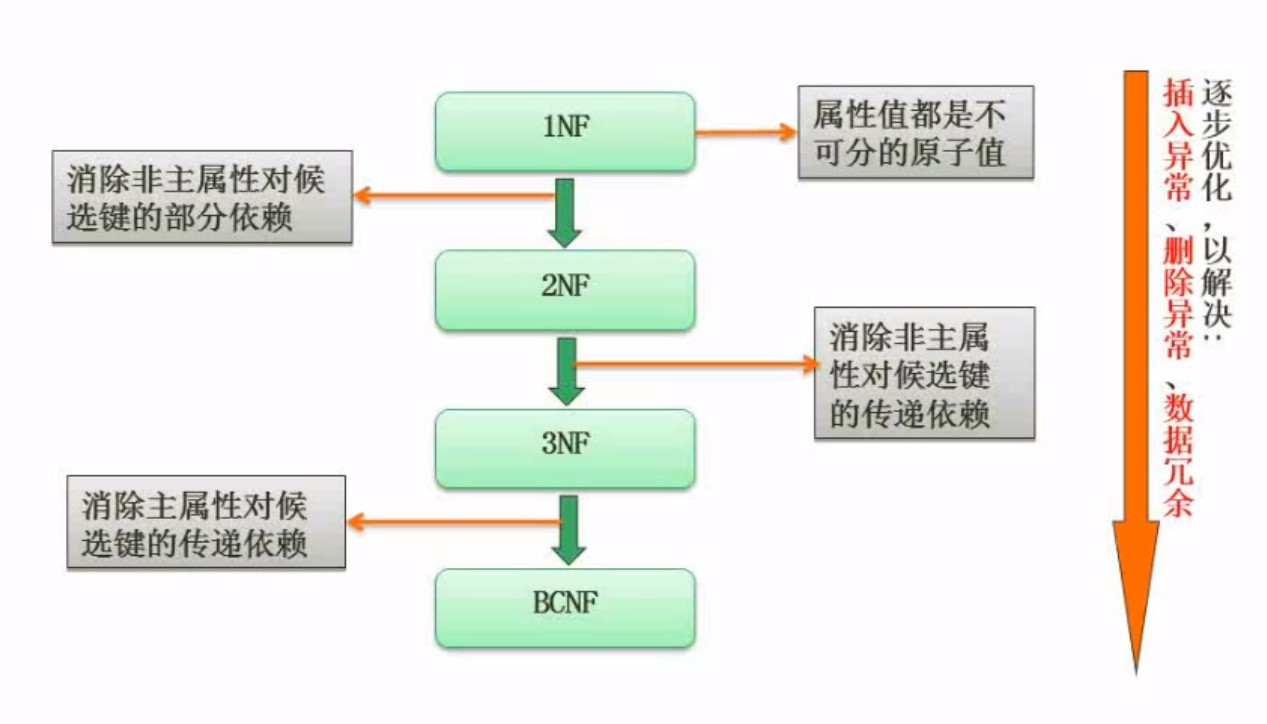 1NF
属性值都是不
可分的原子值
消除非主属性对候
选键的部分依赖
2NF
消除非主属
性对候选键
的传递依赖
3NF
消除主属性对候
选键的传递依赖
BCNF
逐步优化,以解决:
插入异常、删除异常、数据冗余